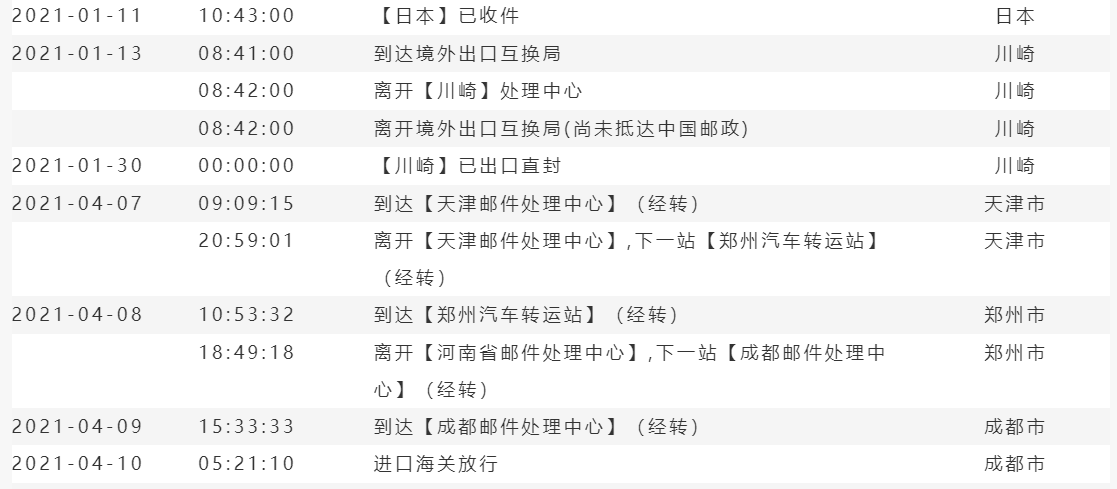 2021-01-11 10:43:00 【日本】已收件 日本
2021-01-13 08:41:00 到达境外出口互换局 川崎
08:42:00 离开【川崎】处理中心 川崎
08:42:00 离开境外出口互换局(尚未抵达中国邮政) 川崎
2021-01-30 00:00:00 【川崎】已出口直封 川崎
2021-04-07 09:09:15 到达【天津邮件处理中心】（经转） 天津市
20:59:01 离开【天津邮件处理中心】,下一站【郑州汽车转运站】 天津市
（经转）
2021-04-08 10:53:32 到达【郑州汽车转运站】（经转） 郑州市
18:49:18 离开【河南省邮件处理中心】,下一站【成都邮件处理中 郑州市
心】（经转）
2021-04-09 15:33:33 到达【成都邮件处理中心】（经转） 成都市
2021-04-10 05:21:10 进口海关放行 成都市